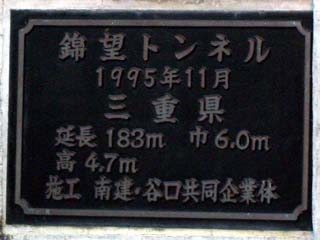 錦望トンネル
1995年11月
三重県
延長 183m 巾 6.0m
高 4.7m
施工 南建・谷口共同企業体